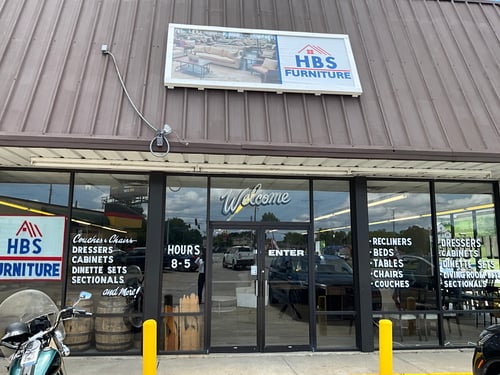 HBS
FURNITURE
Welcome
HBS
FURNITURE
Couches & Chairs
DRESSERS
CABINETS
DINETTE SETS
SECTIONALS
and More!
HOURS
8-5
ENTER
-RECLINERS
-BEDS
-TABLES
-CHAIRS
-COUCHES
-DRESSERS
-CABINETS
-DINETTE SETS
-LIVING ROOM SETS
-SECTIONALS